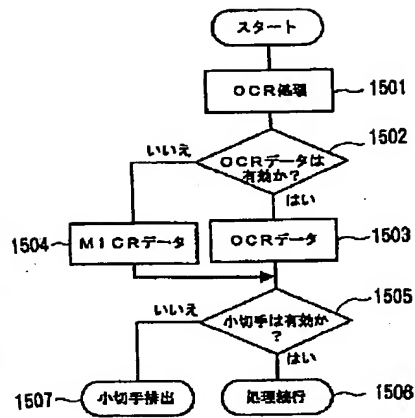 スタート
OCR処理
1501
1502
いいえ
OCRデータは
有効か?
はい
1504
MICRデータ
OCRデータ
1503
1505
いいえ
小切手は有効か
?
はい
1507
小切手排出
処理続行
1506